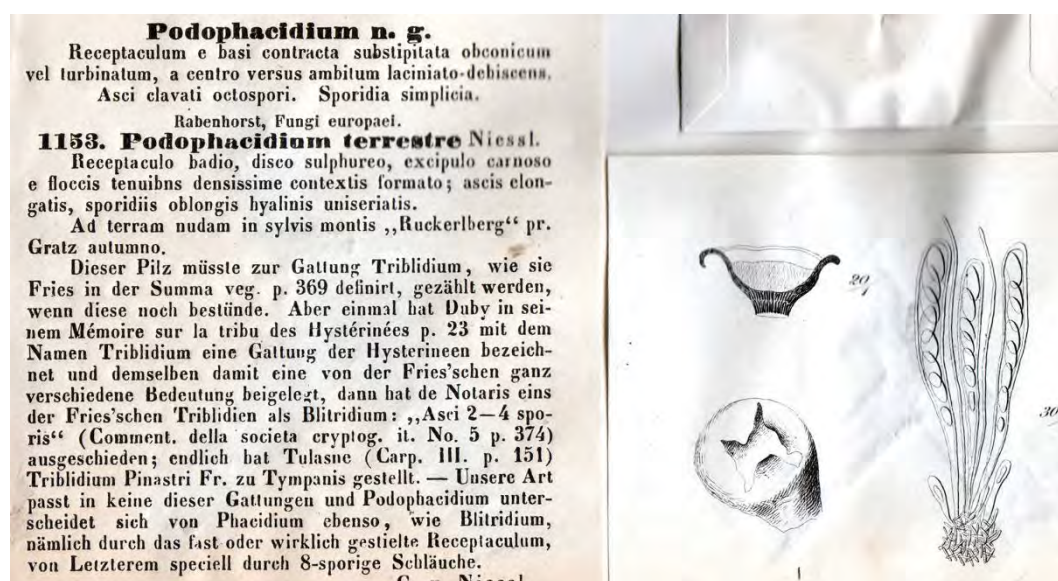 Podophacidium n. g.
Receptaculum e basi contracta substipitata obconicum
vel turbinatum, a centro versus ambitum laciniato-dehiscens.
Asci clavati octospori. Sporidia simplicia.
Rabenhorst, Fungi europaei.
1153. Podophacidium terrestre Niessl.
Receptaculo badio, disco sulphureo, excipulo carnoso
e floccis tenuibns densissime contextis formato; ascis elon-
gatis, sporidiis oblongis hyalinis uniseriatis.
Ad terram nudam in sylvis montis „Ruckerlberg“ pr.
Gratz autumno.
Dieser Pilz müsste zur Gattung Triblidium, wie sie
Fries in der Summa veg. p. 369 definirt, gezählt werden,
wenn diese noch bestünde. Aber einmal hat Duby in sei-
nem Mémoire sur la tribu des Hystérinées p. 23 mit dem
Namen Triblidium eine Gattung der Hysterineen bezeich-
net und demselben damit eine von der Fries'schen ganz
verschiedene Bedeutung beigelegt, dann hat de Notaris eins
der Fries'schen Triblidien als Blitridium: „Asci 2—4 spo-
ris“ (Comment. della societa cryptog. it. No. 5 p. 374)
ausgeschieden; endlich hat Tulasne (Carp. III. p. 151)
Triblidium Pinastri Fr. zu Tympanis gestellt. — Unsere Art
passt in keine dieser Gattungen und Podophacidium unter-
scheidet sich von Phacidium ebenso, wie Blitridium,
nämlich durch das fast oder wirklich gestielte Receptaculum,
von Letzterem speciell durch 8-sporige Schläuche.
20/1